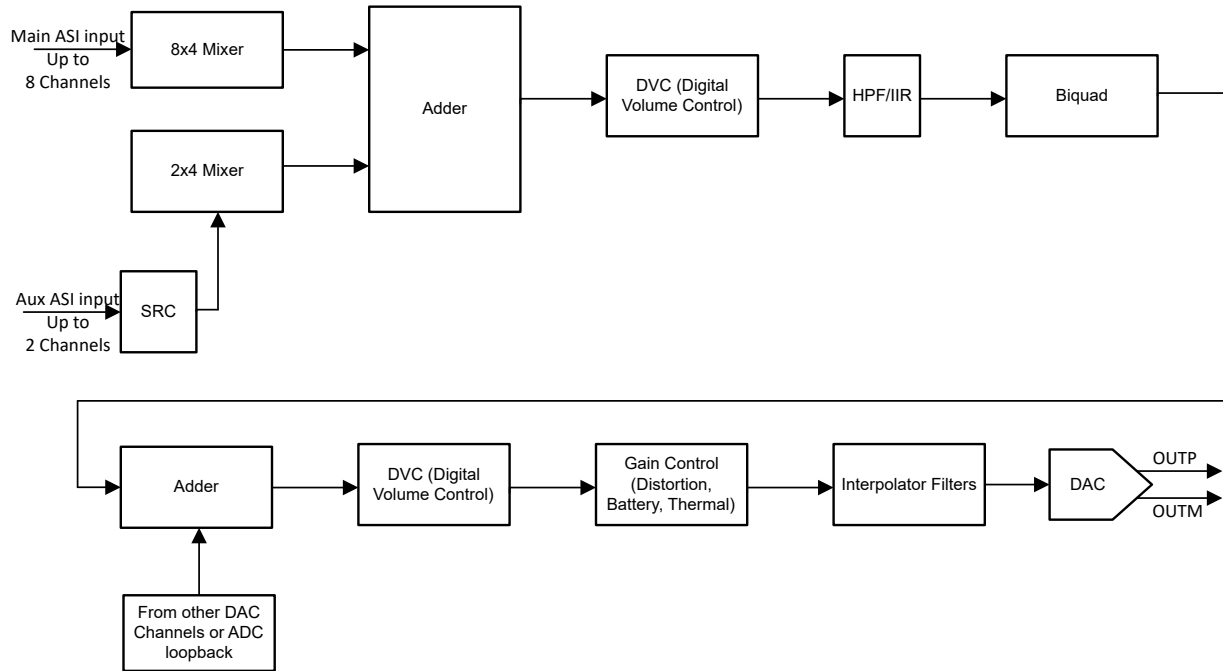 Main ASI input
Up to
8 Channels
8x4 Mixer
Adder
DVC (Digital
Volume Control)
HPF/IIR
Biquad
2x4 Mixer
Aux ASI input
Up to
2 Channels
SRC
Adder
DVC (Digital
Volume Control)
Gain Control
(Distortion,
Battery, Thermal)
Interpolator Filters
DAC
OUTP
OUTM
From other DAC
Channels or ADC
loopback